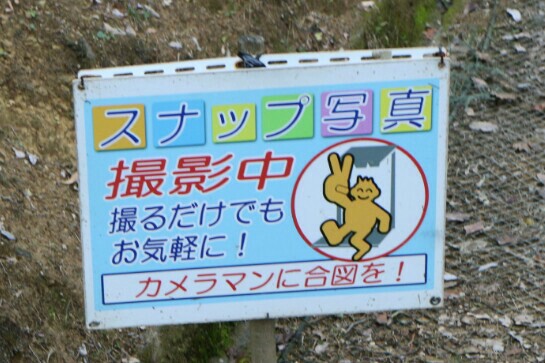 スナップ写真
撮影中
撮るだけでも
お気軽に！
カメラマンに合図を！